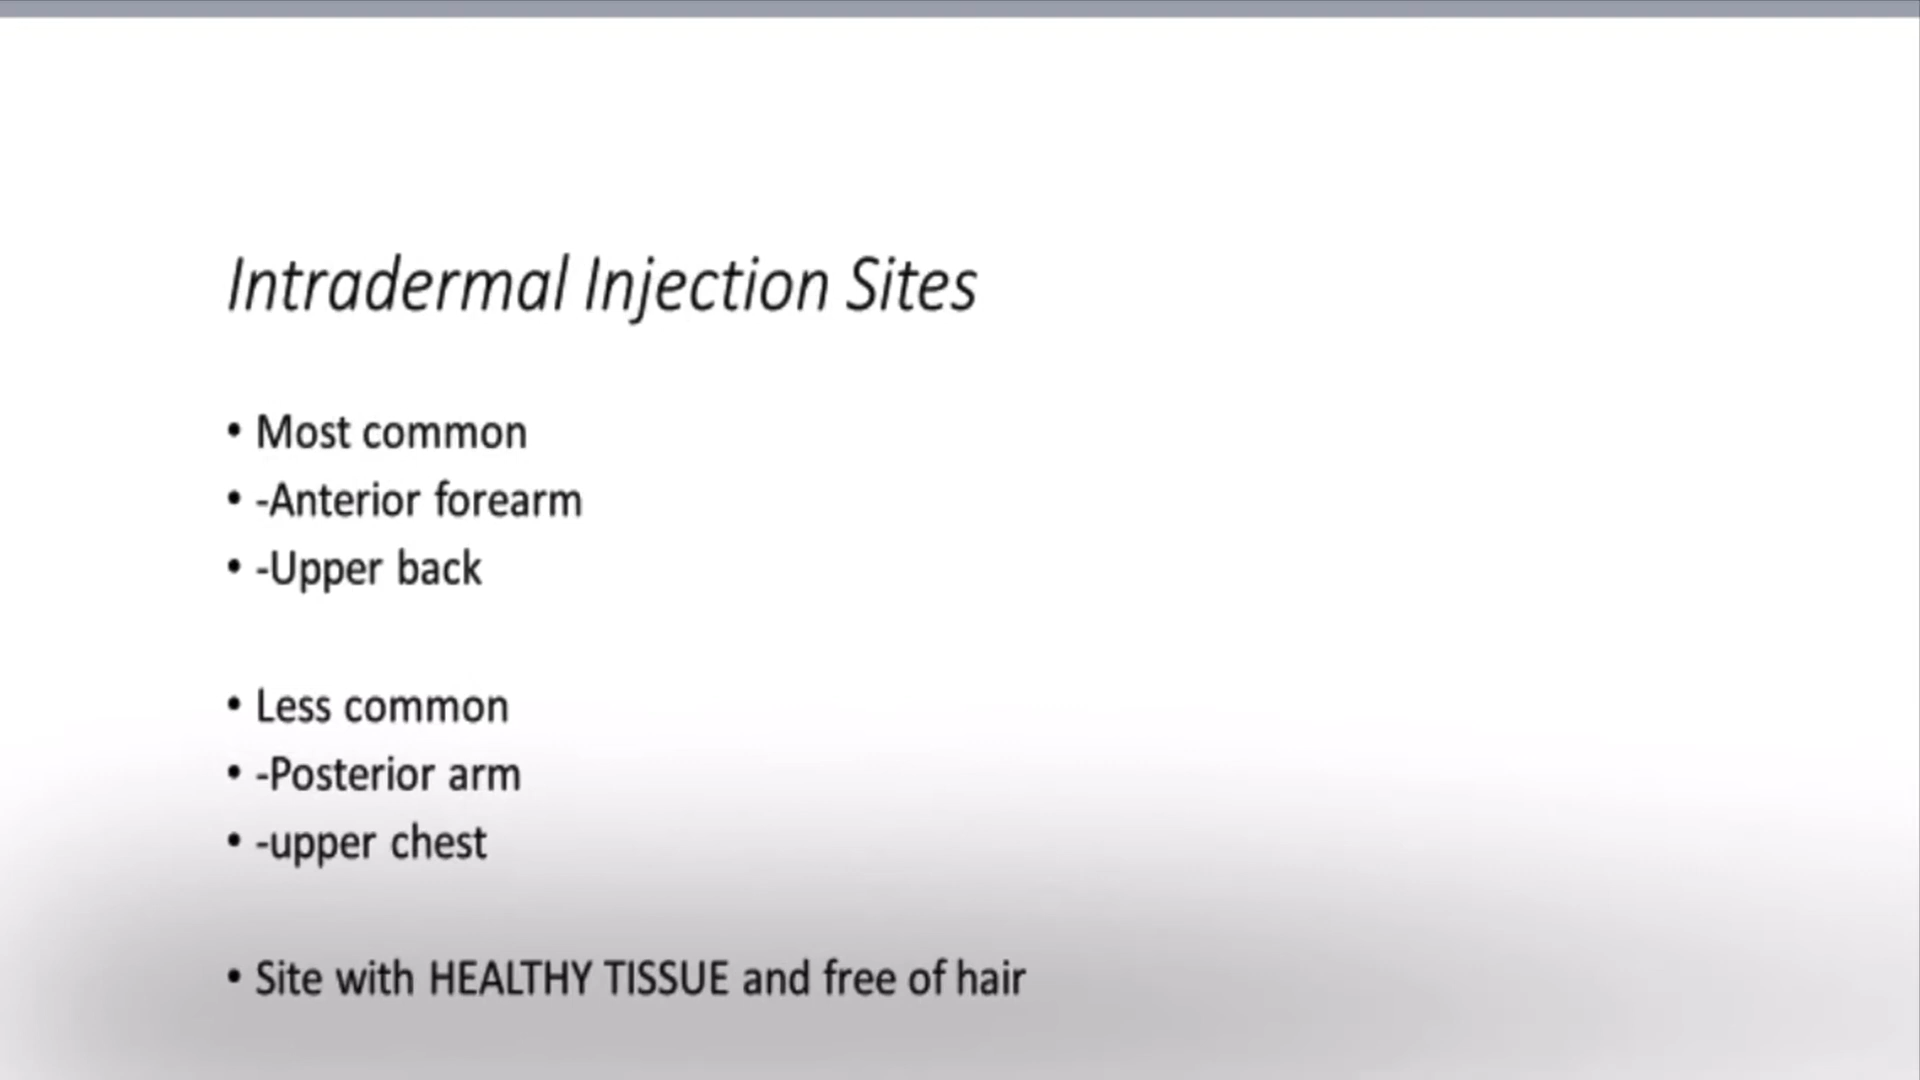 Intradermal Injection Sites
• Most common
• -Anterior forearm
• -Upper back
• Less common
• -Posterior arm
• -upper chest
• Site with HEALTHY TISSUE and free of hair